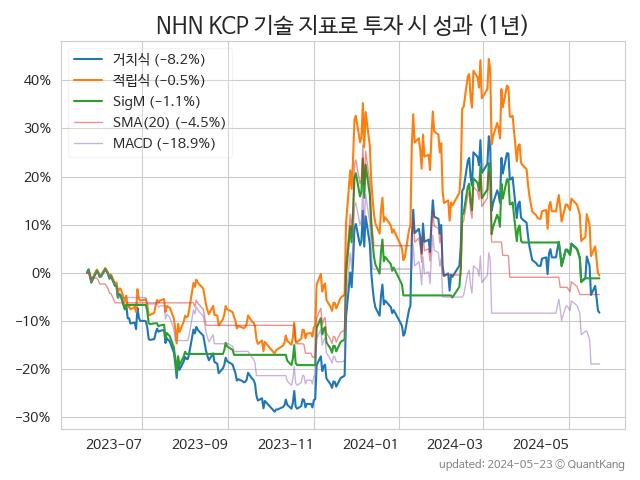 NHN KCP 기술 지표로 투자 시 성과 (1년)
거치식 (−8.2%)
적립식 (−0.5%)
SigM (−1.1%)
SMA(20) (−4.5%)
MACD (−18.9%)
40%
30%
20%
10%
0%
−10%
−20%
−30%
2023-07 2023-09 2023-11 2024-01 2024-03 2024-05
updated: 2024-05-23 © QuantKang